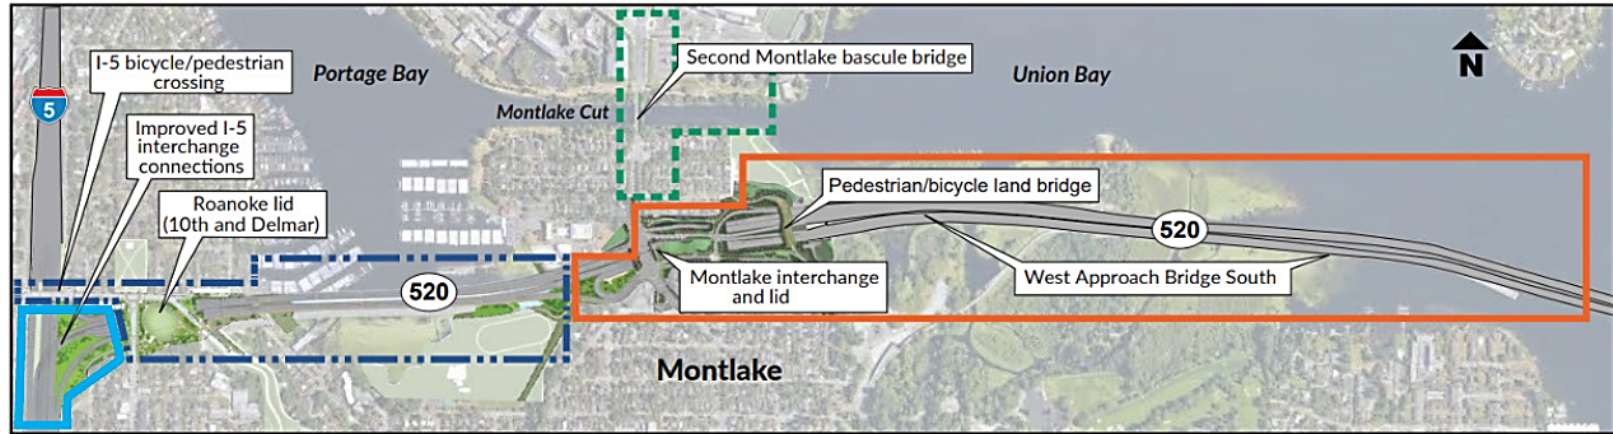 I-5 bicycle/pedestrian
crossing
5
Portage Bay
Second Montlake bascule bridge
Union Bay
N
Montlake Cut
Improved I-5
interchange
connections
Roanoke lid
(10th and Delmar)
Pedestrian/bicycle land bridge
520
520
Montlake interchange
and lid
West Approach Bridge South
Montlake